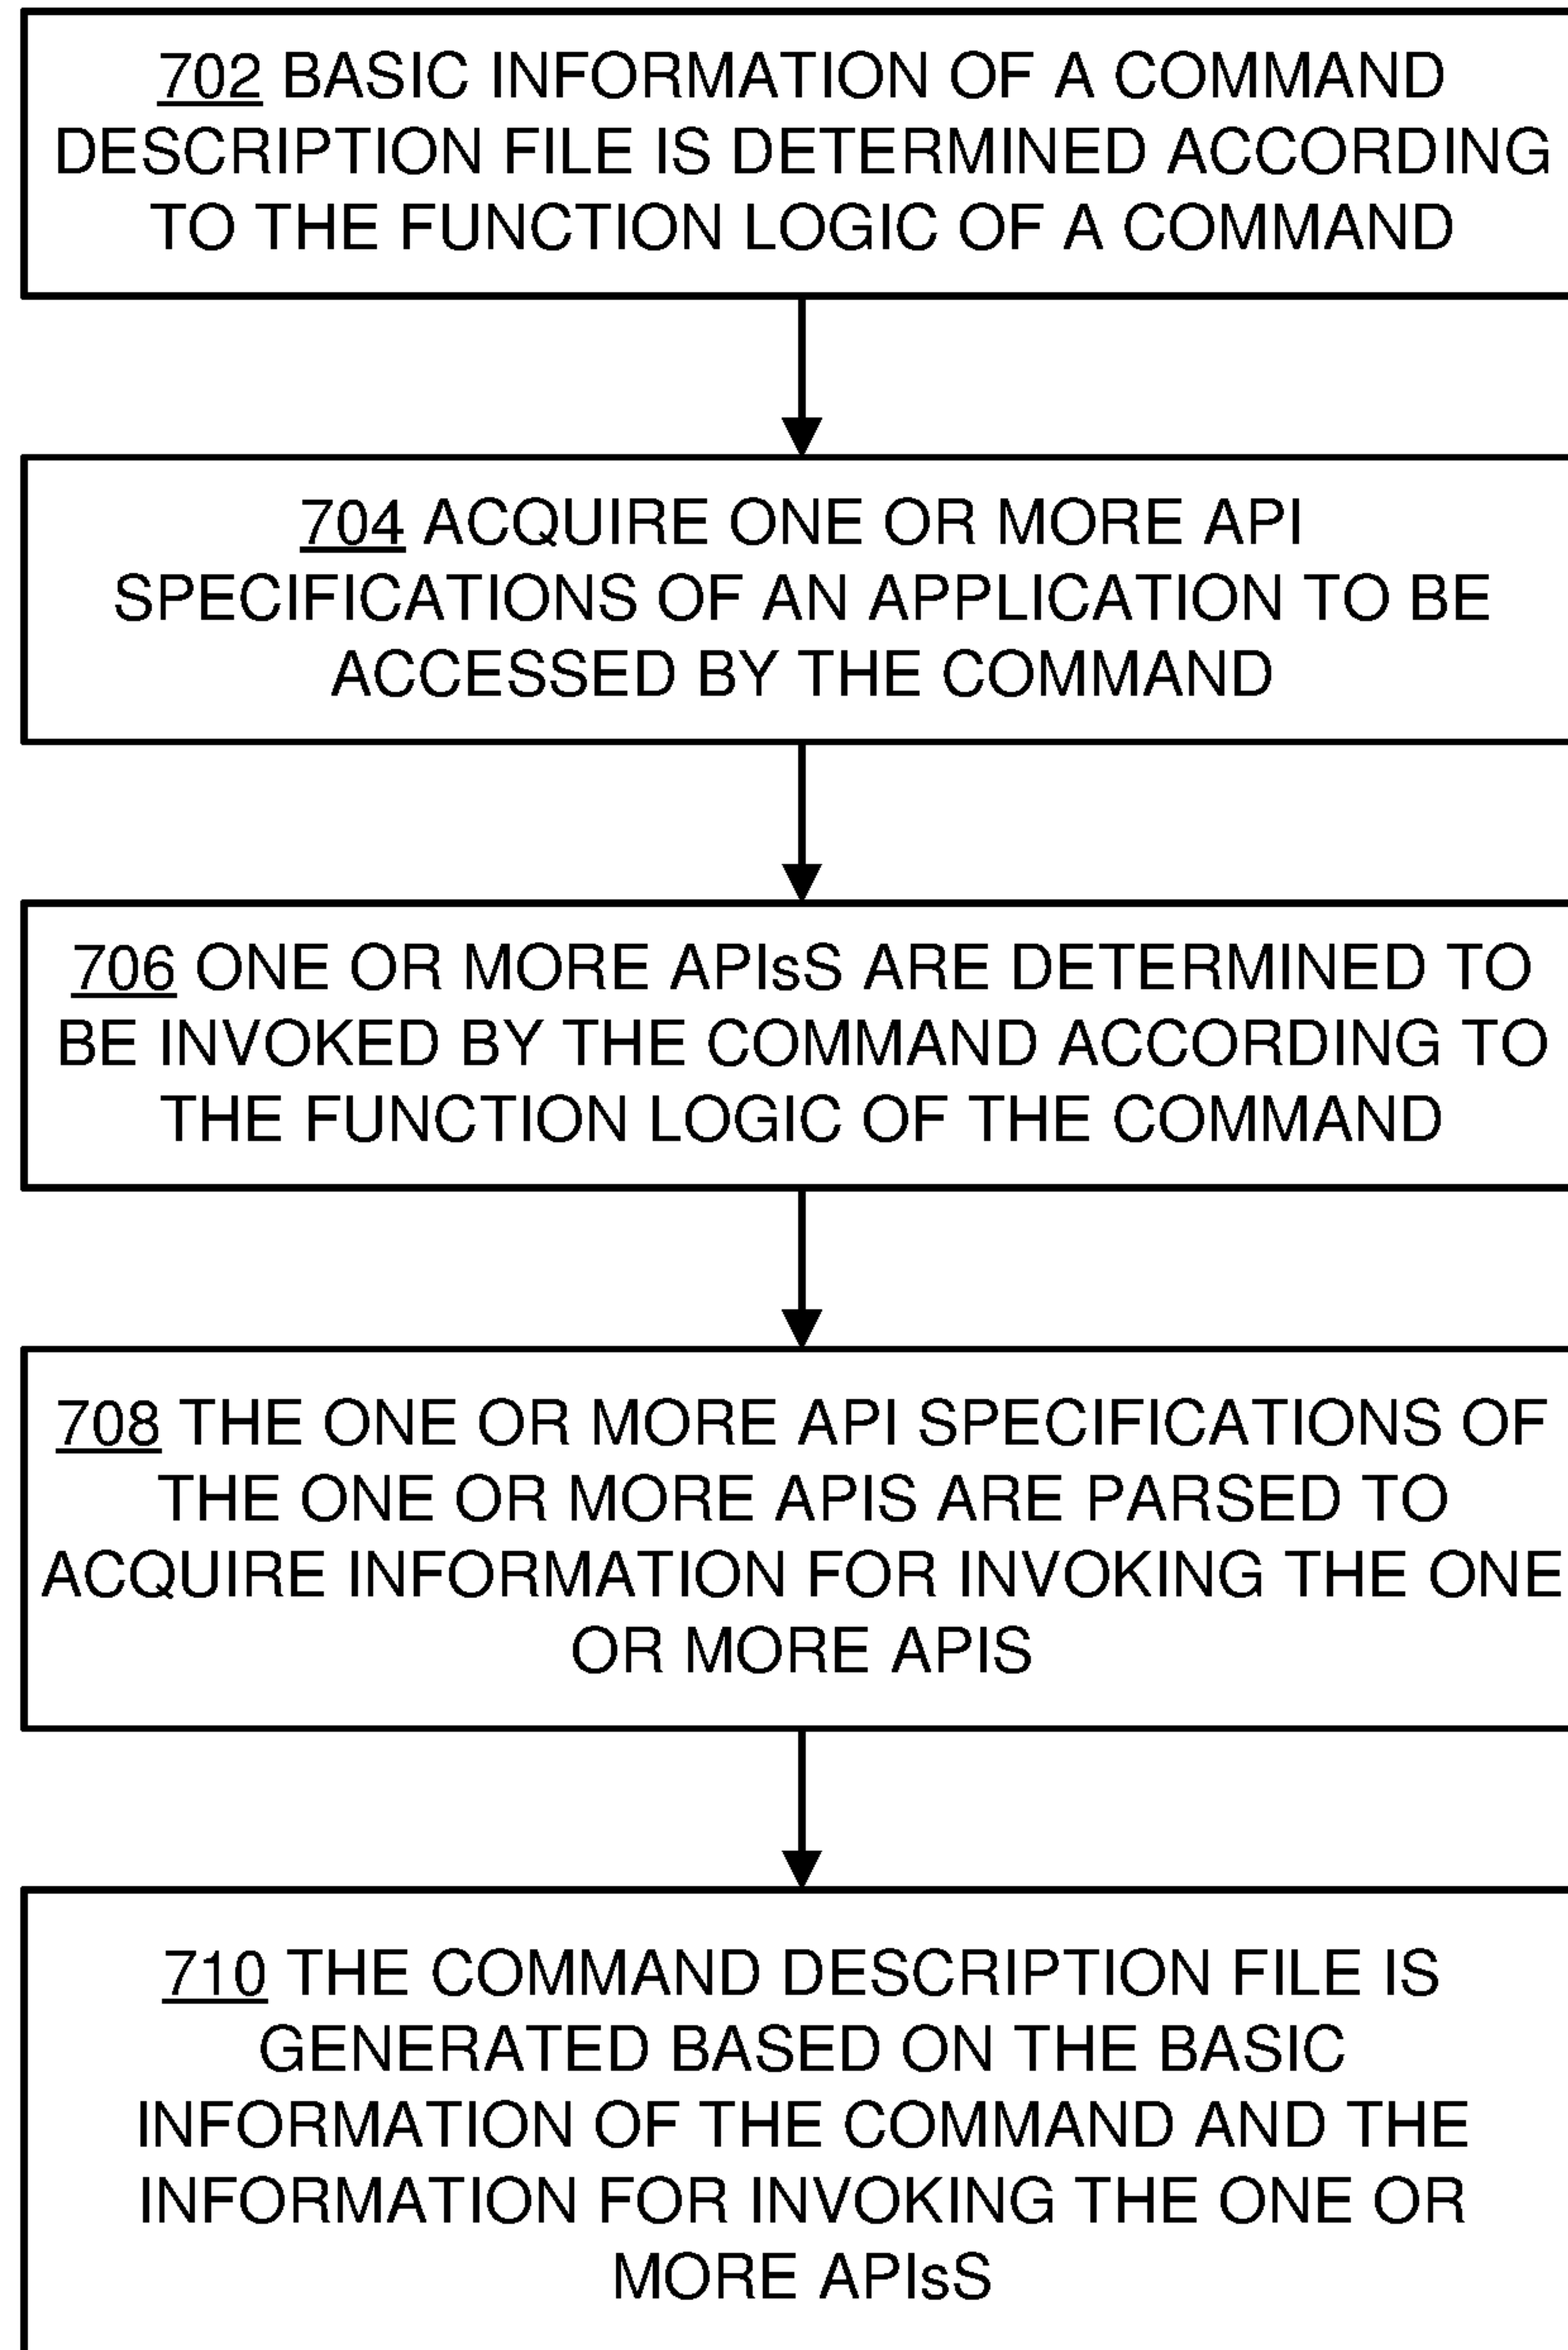 702 BASIC INFORMATION OF A COMMAND
DESCRIPTION FILE IS DETERMINED ACCORDING
TO THE FUNCTION LOGIC OF A COMMAND
704 ACQUIRE ONE OR MORE API
SPECIFICATIONS OF AN APPLICATION TO BE
ACCESSED BY THE COMMAND
706 ONE OR MORE APIsS ARE DETERMINED TO
BE INVOKED BY THE COMMAND ACCORDING TO
THE FUNCTION LOGIC OF THE COMMAND
708 THE ONE OR MORE API SPECIFICATIONS OF
THE ONE OR MORE APIS ARE PARSED TO
ACQUIRE INFORMATION FOR INVOKING THE ONE
OR MORE APIS
710 THE COMMAND DESCRIPTION FILE IS
GENERATED BASED ON THE BASIC
INFORMATION OF THE COMMAND AND THE
INFORMATION FOR INVOKING THE ONE OR
MORE APIsS